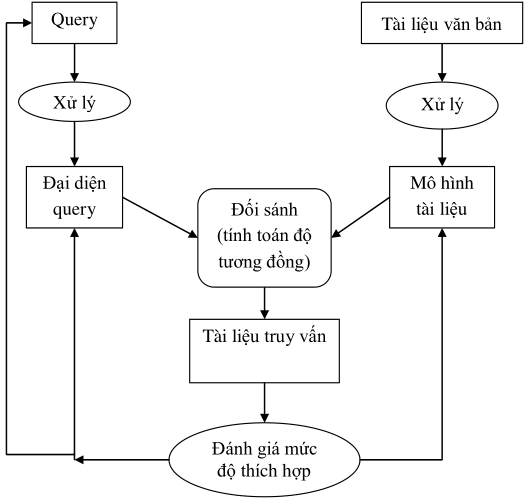 Query
Tài liệu văn bản
Xử lý
Xử lý
Đại diện
query
Mô hình
tài liệu
Đối sánh
(tính toán độ
tương đồng)
Tài liệu truy vấn
Đánh giá mức
độ thích hợp